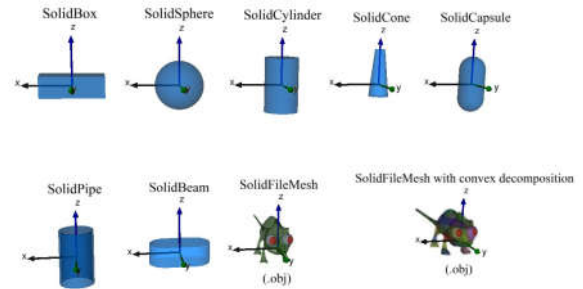 SolidBox
SolidSphere
SolidCylinder
SolidCone
SolidCapsule
z
z
z
z
z
x
y
x
y
x
y
x
y
x
y
SolidPipe
SolidBeam
SolidFileMesh
SolidFileMesh with convex decomposition
z
z
z
z
x
y
x
y
x
y
x
y
(.obj)
(.obj)